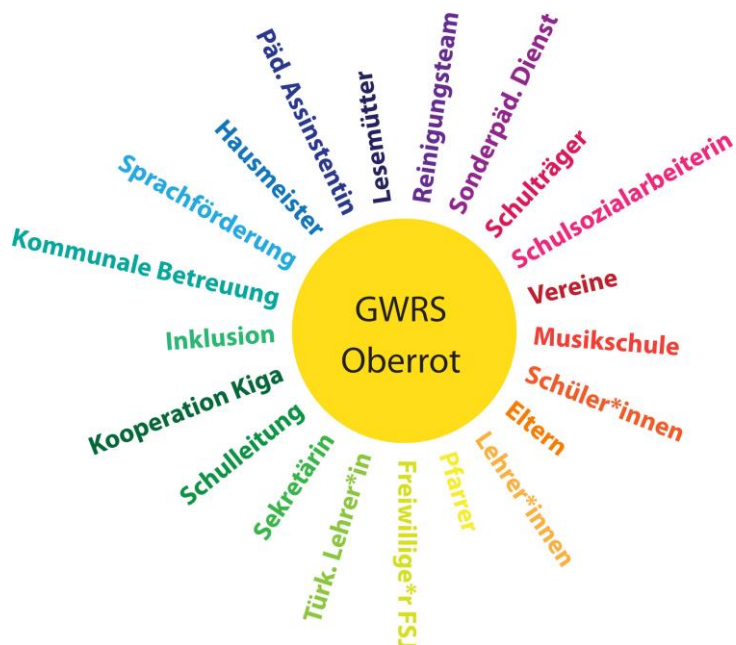 GWRS
Oberrot
Lesemütter
Reinigungsteam
Sonderpäd. Dienst
Schulträger
Schulsozialarbeiterin
Vereine
Musikschule
Schüler*innen
Eltern
Lehrer*innen
Pfarrer
Freiwillige*r FSJ
Türk. Lehrer*in
Sekretärin
Schulleitung
Kooperation Kiga
Inklusion
Kommunale Betreuung
Sprachförderung
Hausmeister
Päd. Assinstentin